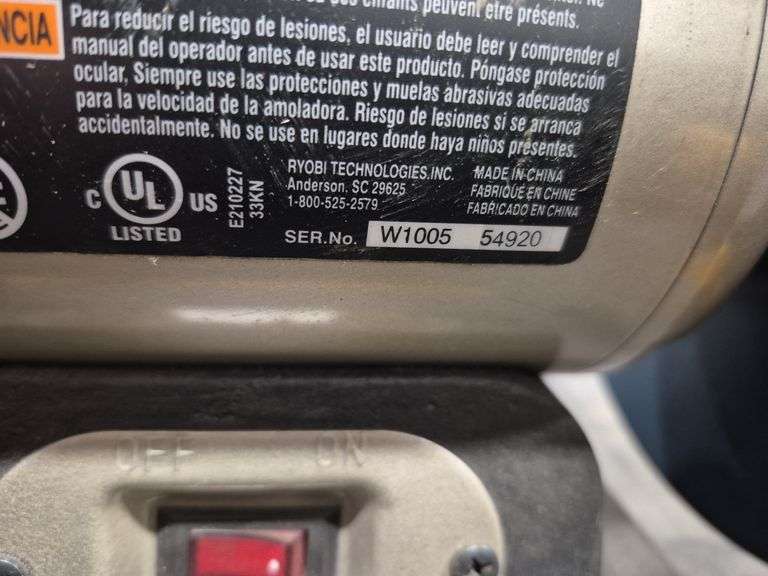 peuvent être présents.
NCIA
Para reducir el riesgo de lesiones, el usuario debe leer y comprender el
manual del operador antes de usar este producto. Póngase protección
ocular. Siempre use las protecciones y muelas abrasivas adecuadas
para la velocidad de la amoladora. Riesgo de lesiones si se arranca
accidentalmente. No se use en lugares donde haya niños presentes.
C UL US
LISTED
E210227
33KN
RYOBI TECHNOLOGIES.INC.
Anderson. SC 29625
1-800-525-2579
MADE IN CHINA
FABRIQUÉ EN CHINE
FABRICADO EN CHINA
SER.No. W1005 54920
OFF ON